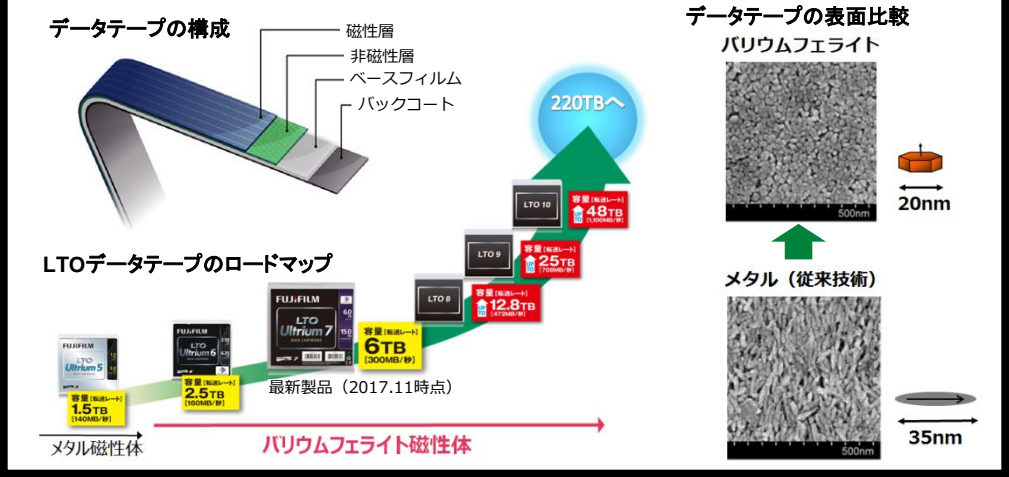 データテープの構成
磁性層
非磁性層
ベースフィルム
バックコート
データテープの表面比較
バリウムフェライト
500nm
20nm
メタル（従来技術）
500nm
35nm
LTOデータテープのロードマップ
220TBへ
LTO 10
容量[転送レート]
UP TO 48TB
[1,100MB/秒]
LTO 9
容量[転送レート]
UP TO 25TB
[708MB/秒]
LTO 8
容量[転送レート]
UP TO 12.8TB
[472MB/秒]
FUJIFILM
LTO
Ultrium 7
容量[転送レート]
6TB
[300MB/秒]
最新製品（2017.11時点）
FUJIFILM
LTO
Ultrium 6
容量[転送レート]
2.5TB
[160MB/秒]
FUJIFILM
LTO
Ultrium 5
容量[転送レート]
1.5TB
[140MB/秒]
メタル磁性体
バリウムフェライト磁性体